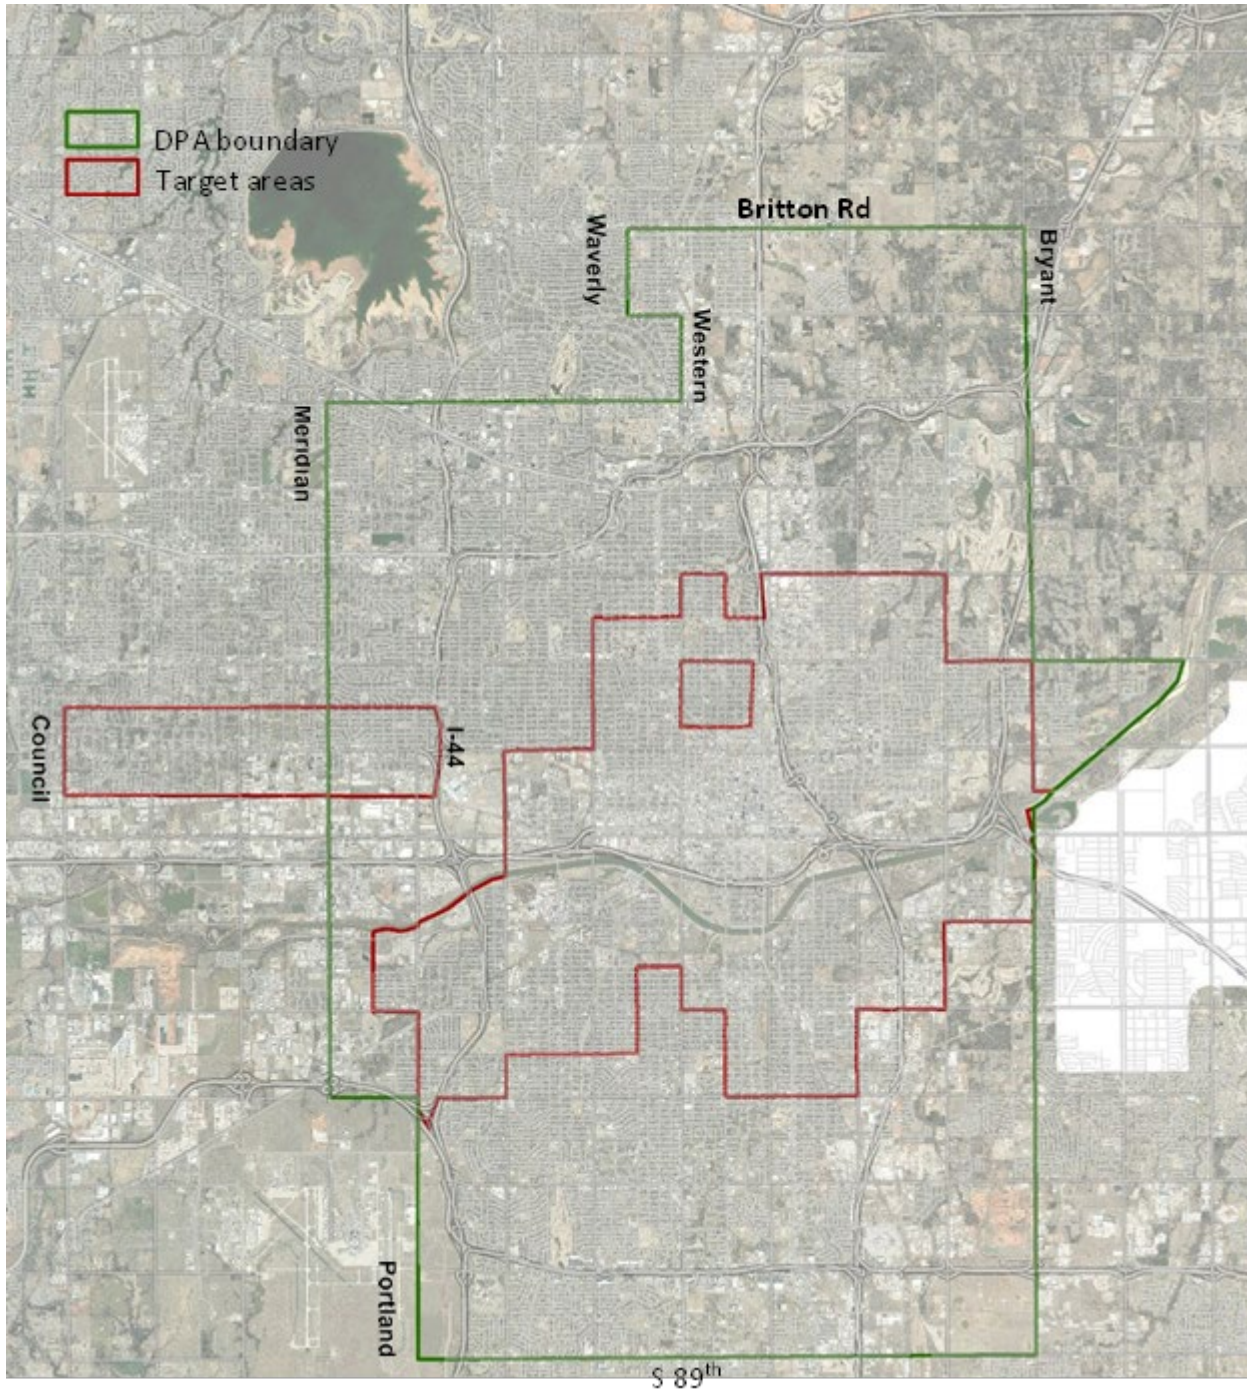 DPA boundary
Target areas
Britton Rd
Waverly
Bryant
Western
Meridian
Council
I-44
Portland
S 89th